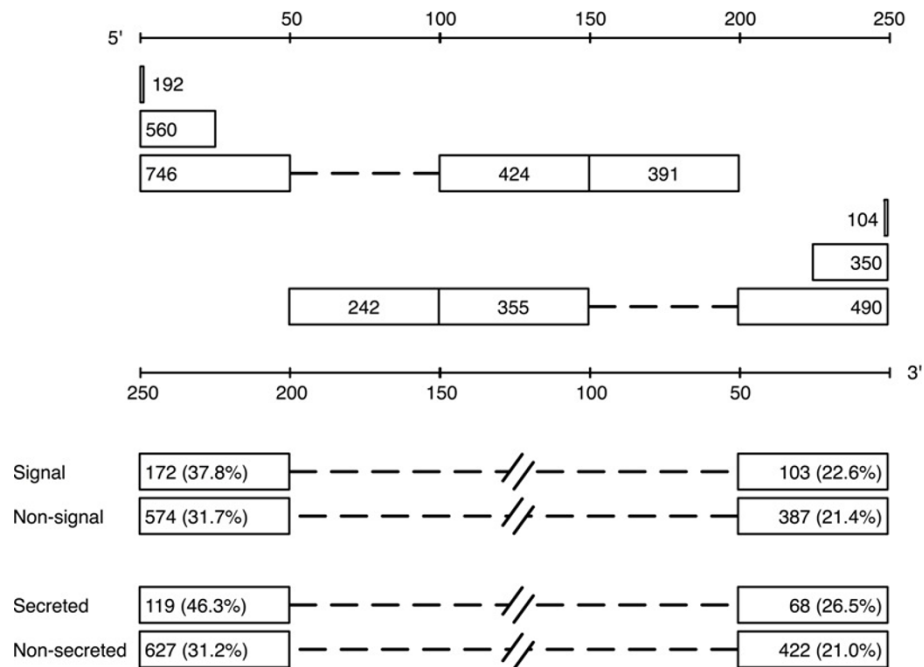 50 100 150 200 250
5'
192
560
746 424 391
104
350
242 355 490
3'
250 200 150 100 50
Signal 172 (37.8%) 103 (22.6%)
Non-signal 574 (31.7%) 387 (21.4%)
Secreted 119 (46.3%) 68 (26.5%)
Non-secreted 627 (31.2%) 422 (21.0%)